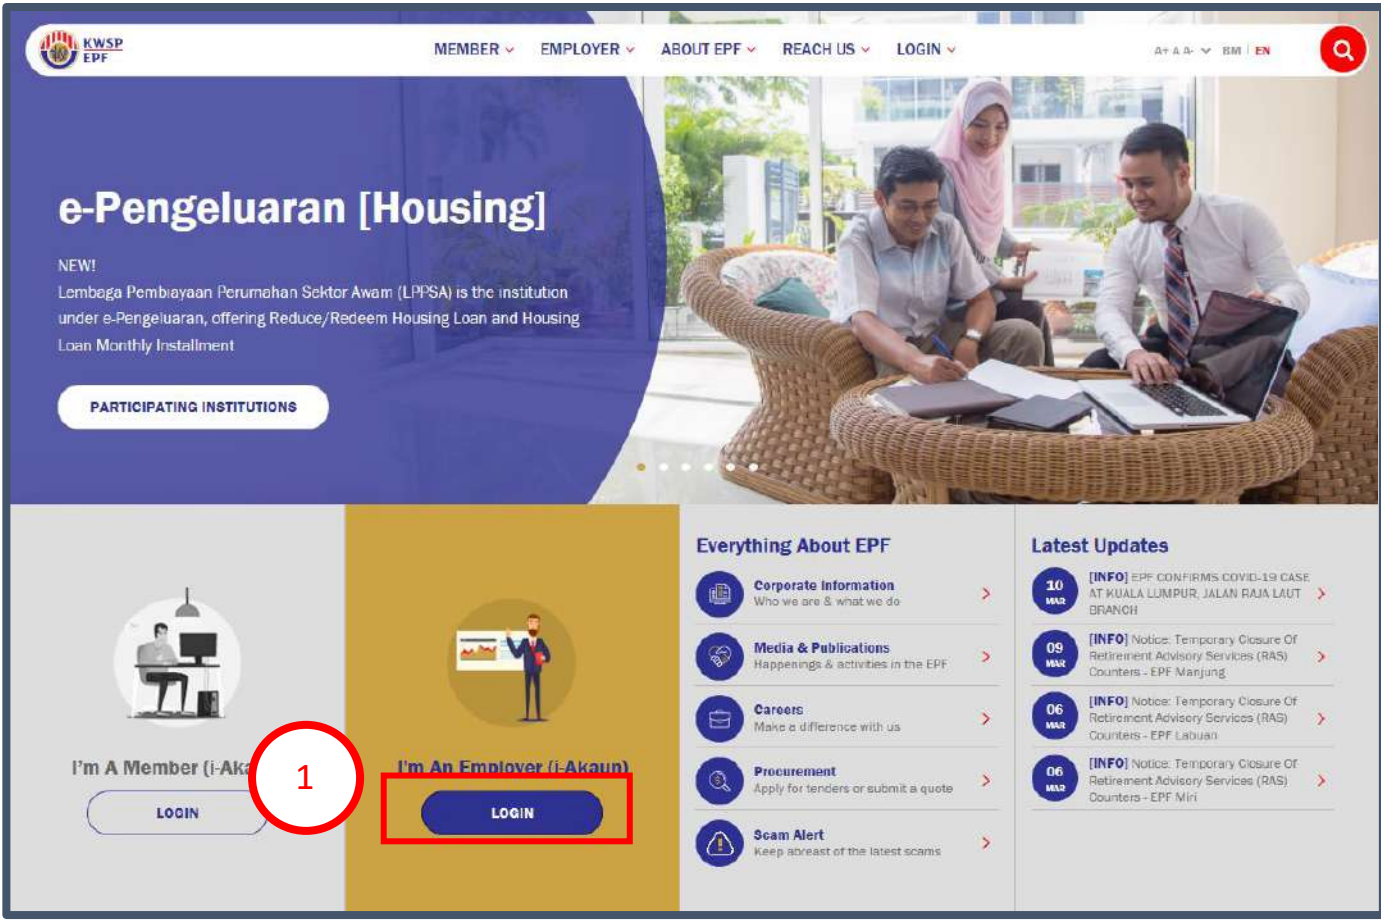 KWSP
EPF
MEMBER
EMPLOYER
ABOUT EPF
REACH US
LOGIN
A+ A A-
BM | EN
e-Pengeluaran [Housing]
NEW!
Lembaga Pembiayaan Perumahan Sektor Awam (LPPSA) is the institution
under e-Pengeluaran, offering Reduce/Redeem Housing Loan and Housing
Loan Monthly Installment
PARTICIPATING INSTITUTIONS
I'm A Member (i-Aka
LOGIN
1
I'm An Employer (i-Akaun)
LOGIN
Everything About EPF
Corporate Information
Who we are & what we do
Media & Publications
Happenings & activities in the EPF
Careers
Make a difference with us
Procurement
Apply for tenders or submit a quote
Scam Alert
Keep abreast of the latest scams
Latest Updates
10
MAR
[INFO] EPF CONFIRMS COVID-19 CASE
AT KUALA LUMPUR, JALAN RAJA LAUT
BRANCH
09
MAR
[INFO] Notice: Temporary Closure Of
Retirement Advisory Services (RAS)
Counters - EPF Manjung
06
MAR
[INFO] Notice: Temporary Closure Of
Retirement Advisory Services (RAS)
Counters - EPF Labuan
06
MAR
[INFO] Notice: Temporary Closure Of
Retirement Advisory Services (RAS)
Counters - EPF Miri